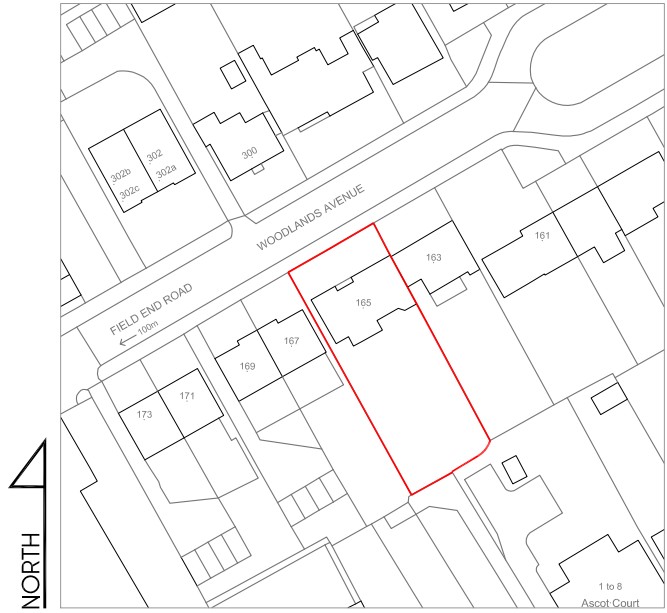 302b
302
302a
302c
300
WOODLANDS AVENUE
161
163
165
FIELD END ROAD
100m
167
169
171
173
NORTH
1 to 8
Ascot Court